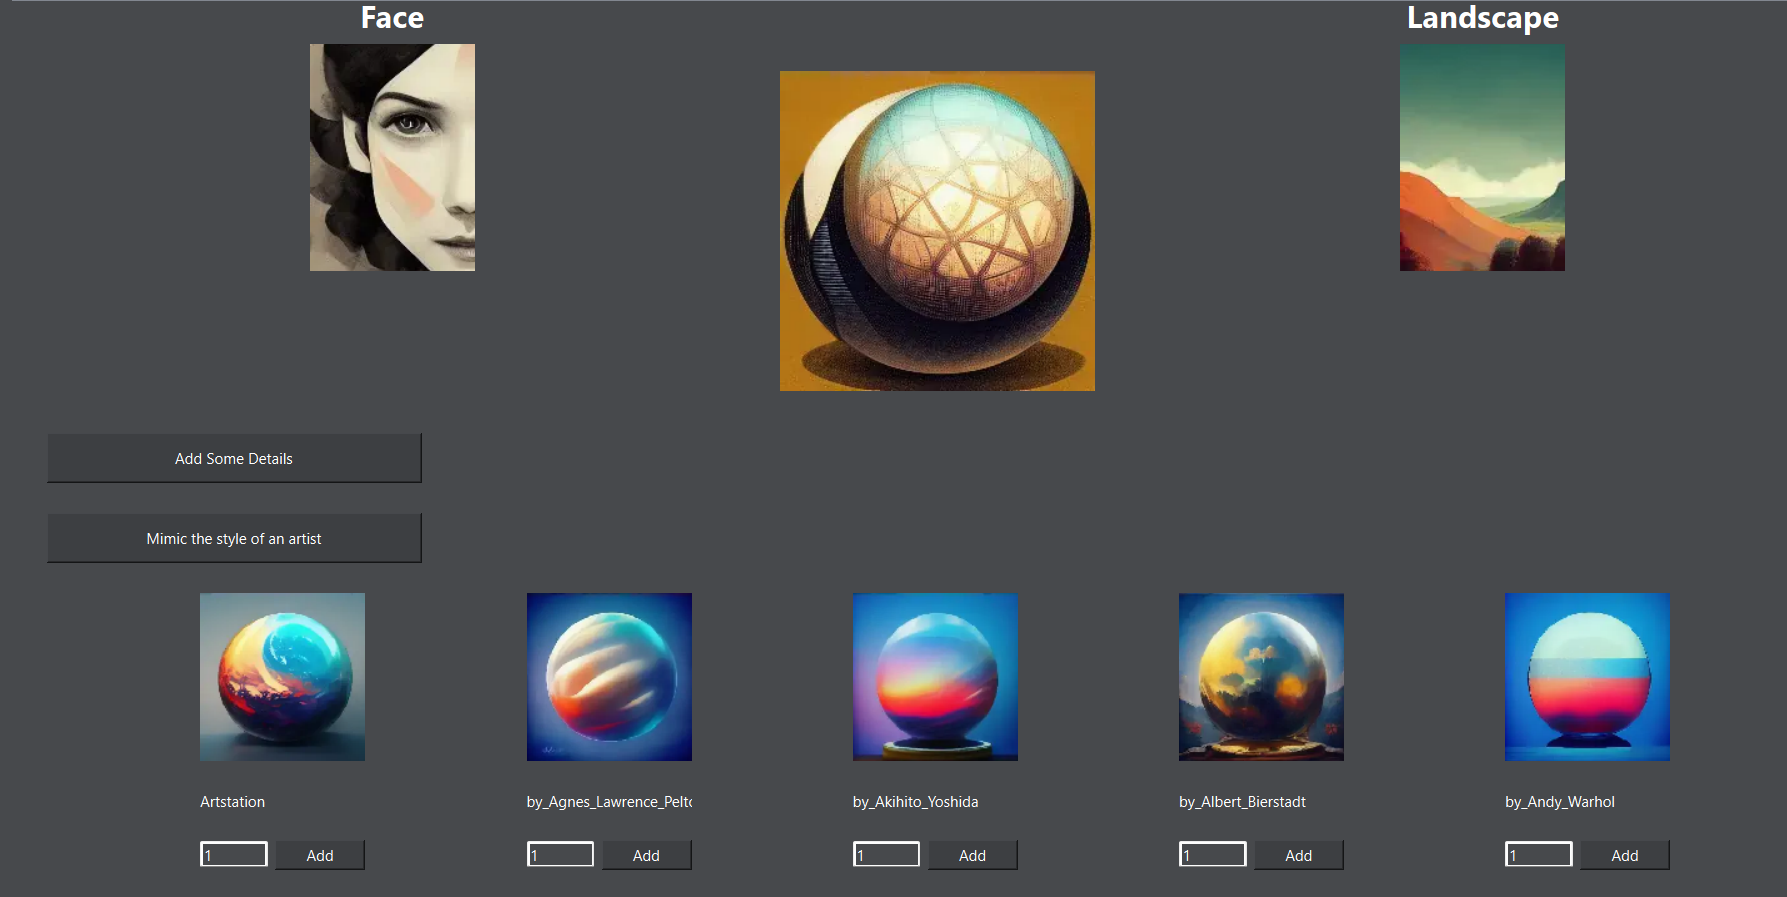 Face
Landscape
Add Some Details
Mimic the style of an artist
Artstation
by_Agnes_Lawrence_Pelto
by_Akihito_Yoshida
by_Albert_Bierstadt
by_Andy_Warhol
1 Add
1 Add
1 Add
1 Add
1 Add